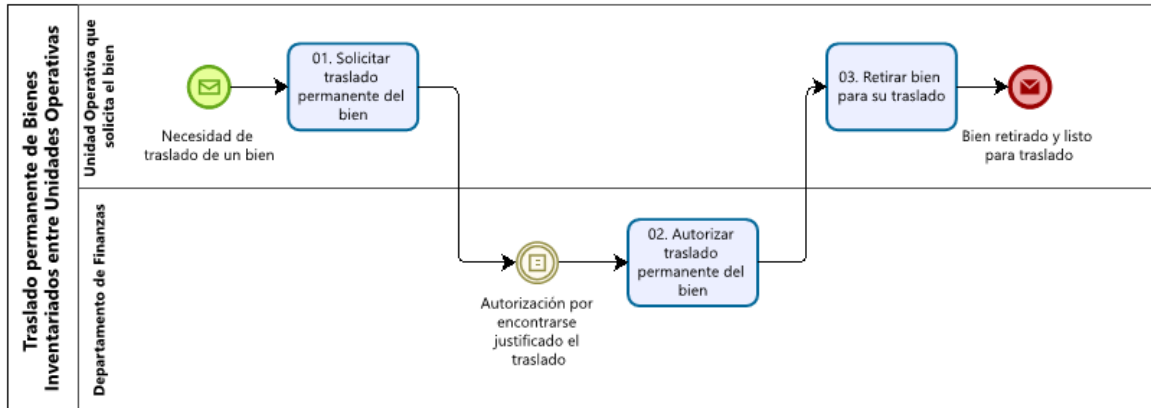 Traslado permanente de Bienes
Inventariados entre Unidades Operativas
Unidad Operativa que
solicita el bien
Necesidad de
traslado de un bien
01. Solicitar
traslado
permanente del
bien
03. Retirar bien
para su traslado
Bien retirado y listo
para traslado
Departamento de Finanzas
Autorización por
encontrarse
justificado el
traslado
02. Autorizar
traslado
permanente del
bien